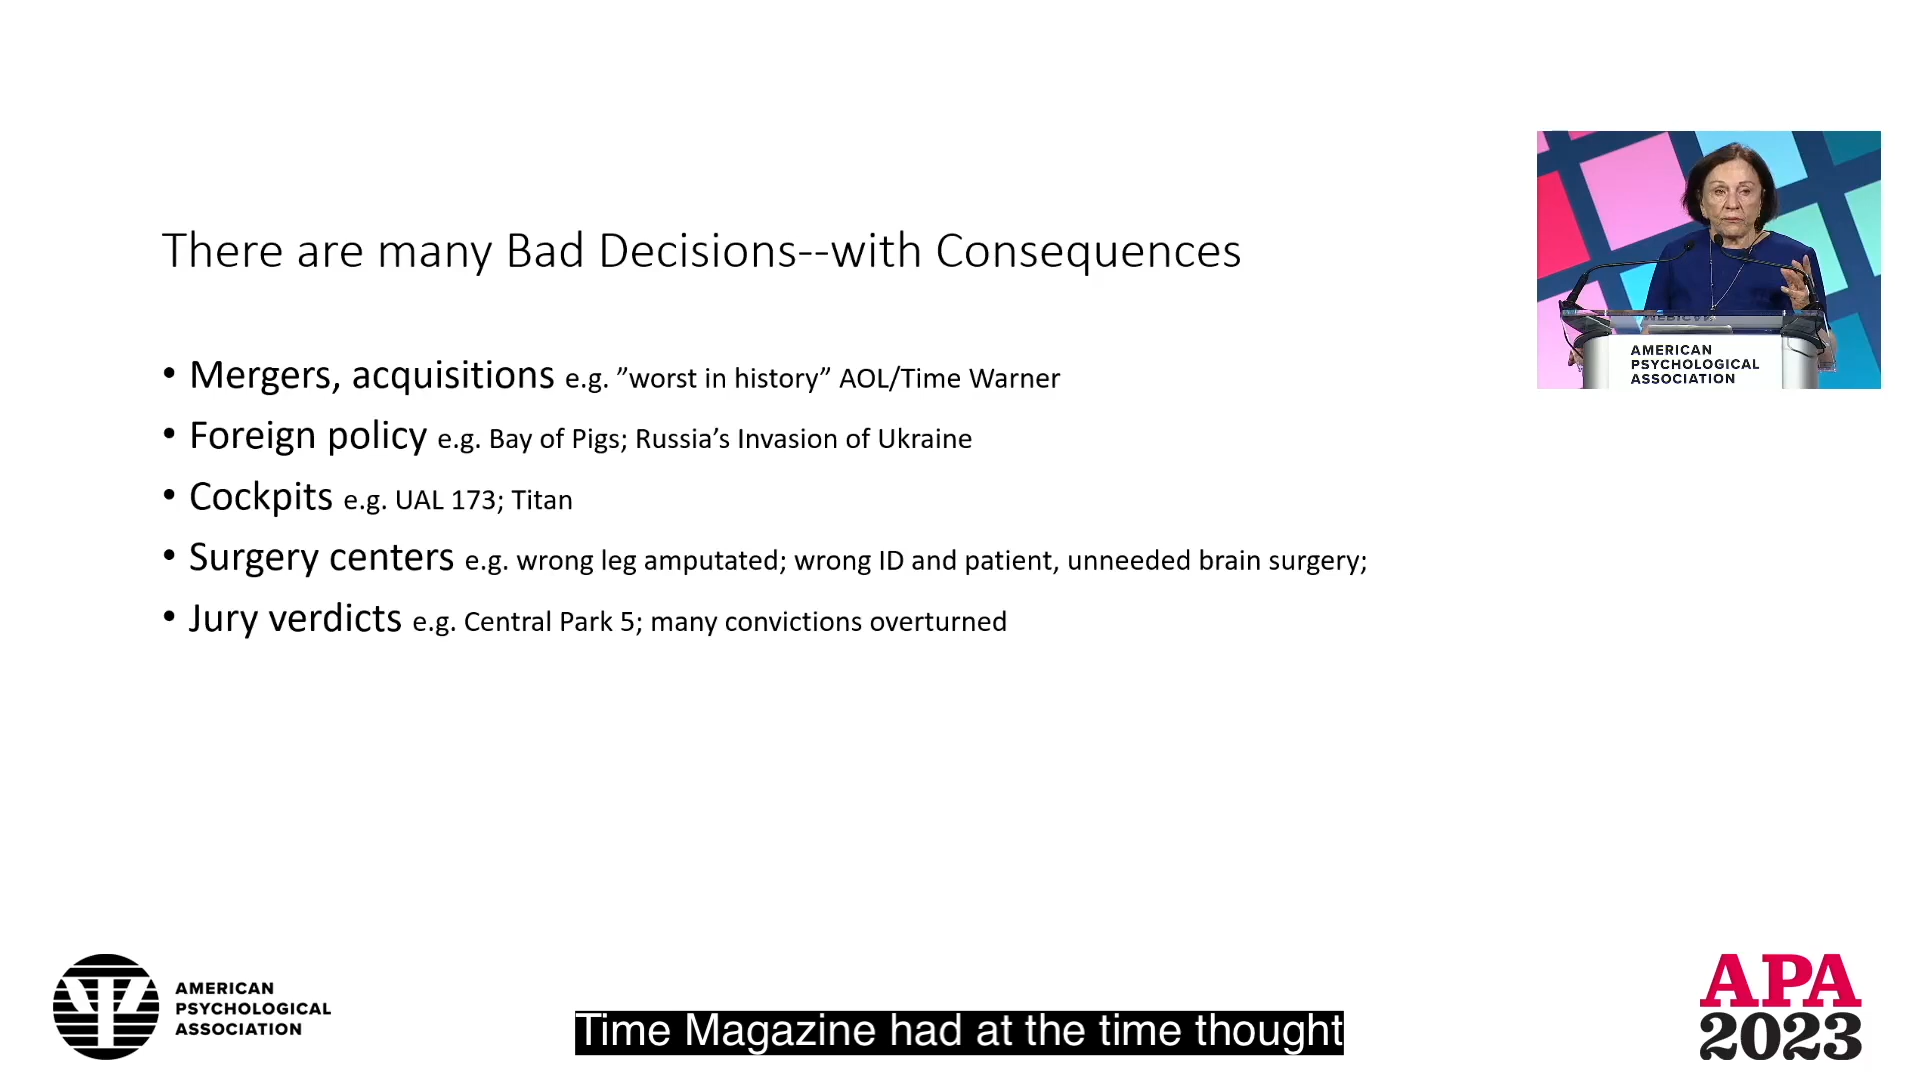 There are many Bad Decisions--with Consequences
• Mergers, acquisitions e.g. ”worst in history” AOL/Time Warner
• Foreign policy e.g. Bay of Pigs; Russia’s Invasion of Ukraine
• Cockpits e.g. UAL 173; Titan
• Surgery centers e.g. wrong leg amputated; wrong ID and patient, unneeded brain surgery;
• Jury verdicts e.g. Central Park 5; many convictions overturned
AMERICAN
PSYCHOLOGICAL
ASSOCIATION
AMERICAN
PSYCHOLOGICAL
ASSOCIATION
Time Magazine had at the time thought
APA
2023